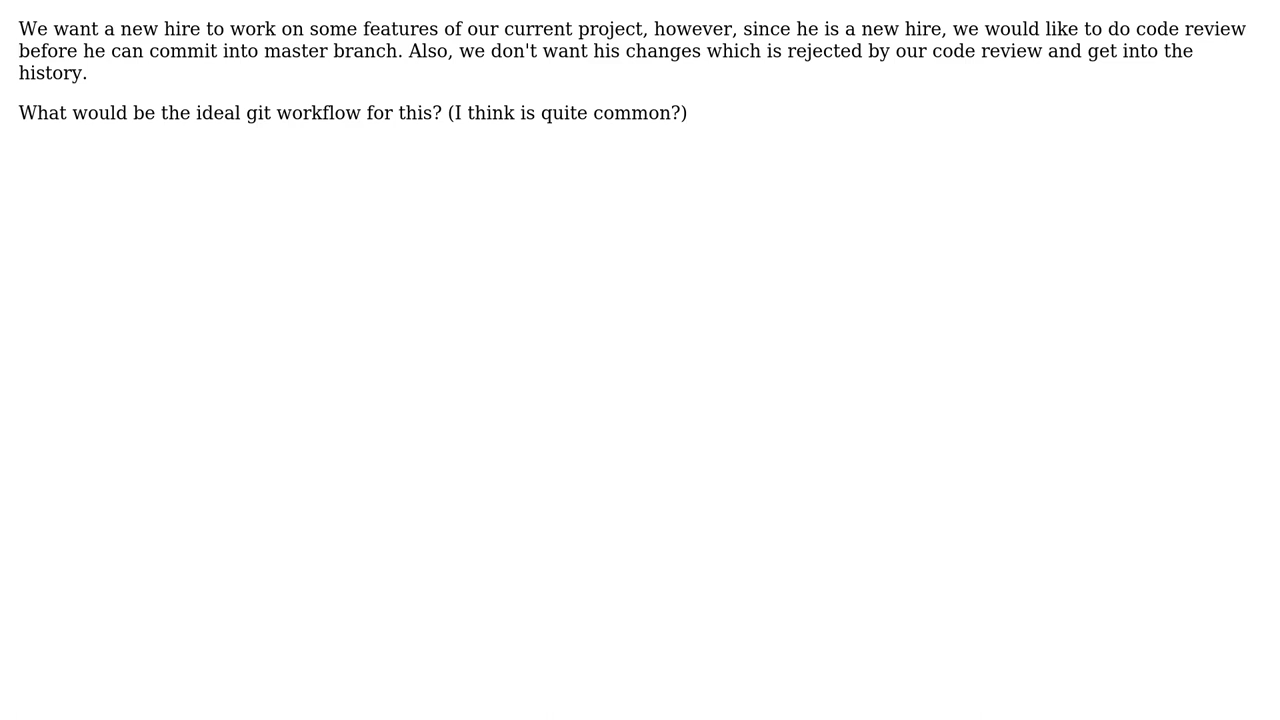 We want a new hire to work on some features of our current project, however, since he is a new hire, we would like to do code review
before he can commit into master branch. Also, we don't want his changes which is rejected by our code review and get into the
history.
What would be the ideal git workflow for this? (I think is quite common?)